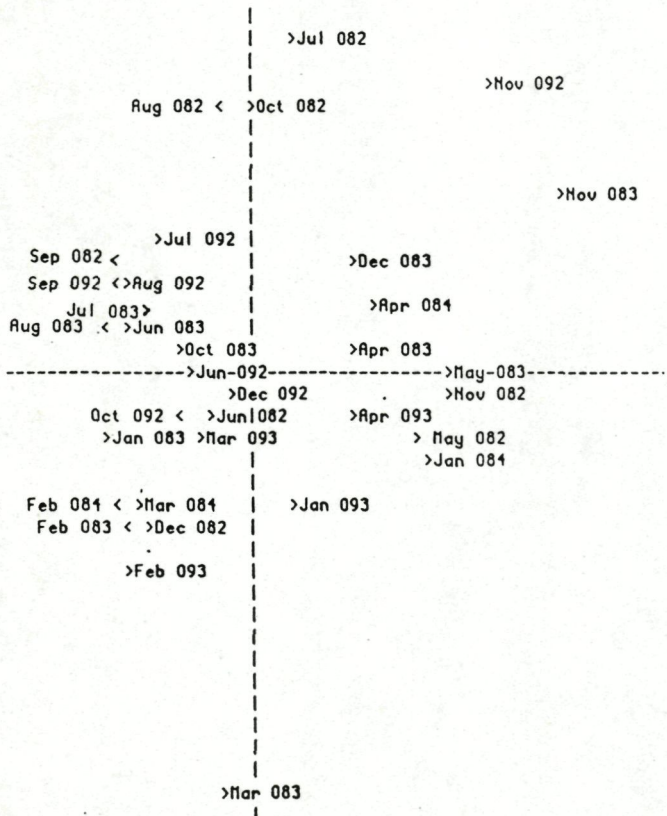 >Jul 082
>Nov 092
Aug 082 < >Oct 082
>Nov 083
>Jul 092
Sep 082 < >Dec 083
Sep 092 <>Aug 092
Jul 083> >Apr 084
Aug 083 < >Jun 083
>Oct 083 >Apr 083
>Jun-092 >May-083
>Dec 092 >Nov 082
Oct 092 < >Jun 082 >Apr 093
>Jan 083 >Mar 093 > May 082
>Jan 084
Feb 084 < >Mar 084 >Jan 093
Feb 083 < >Dec 082
>Feb 093
>Mar 083